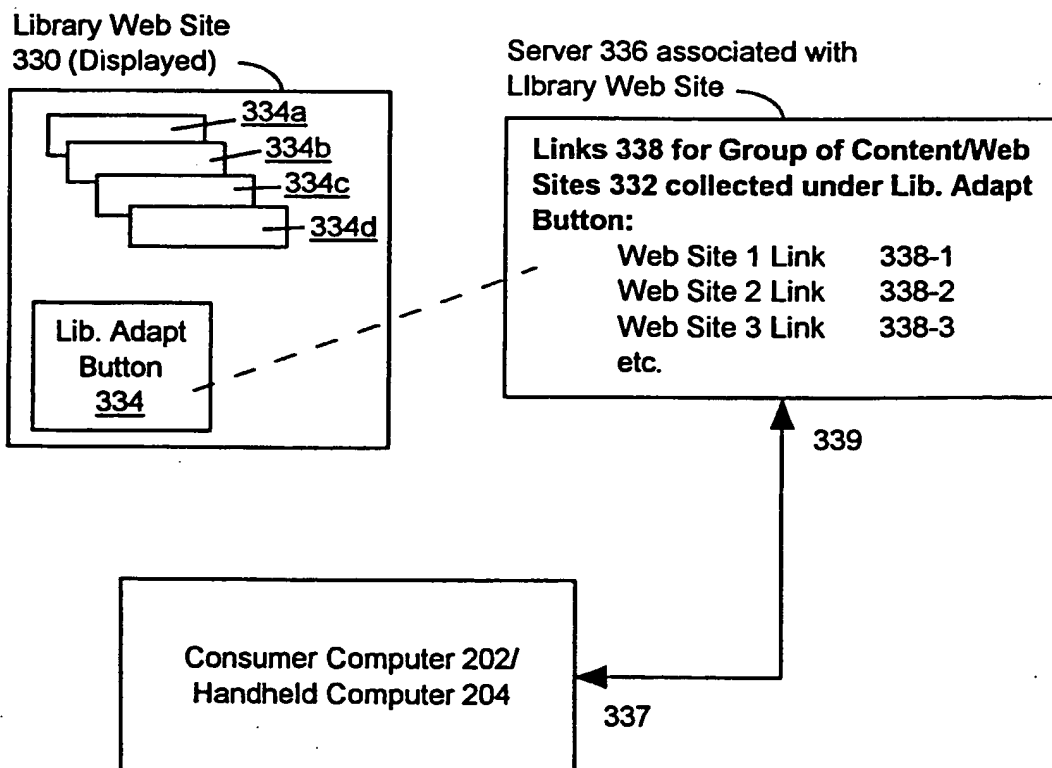 Library Web Site
330 (Displayed)
334a
334b
334c
334d
Lib. Adapt
Button
334
Server 336 associated with
LIbrary Web Site
Links 338 for Group of Content/Web
Sites 332 collected under Lib. Adapt
Button:
Web Site 1 Link 338-1
Web Site 2 Link 338-2
Web Site 3 Link 338-3
etc.
339
Consumer Computer 202/
Handheld Computer 204
337